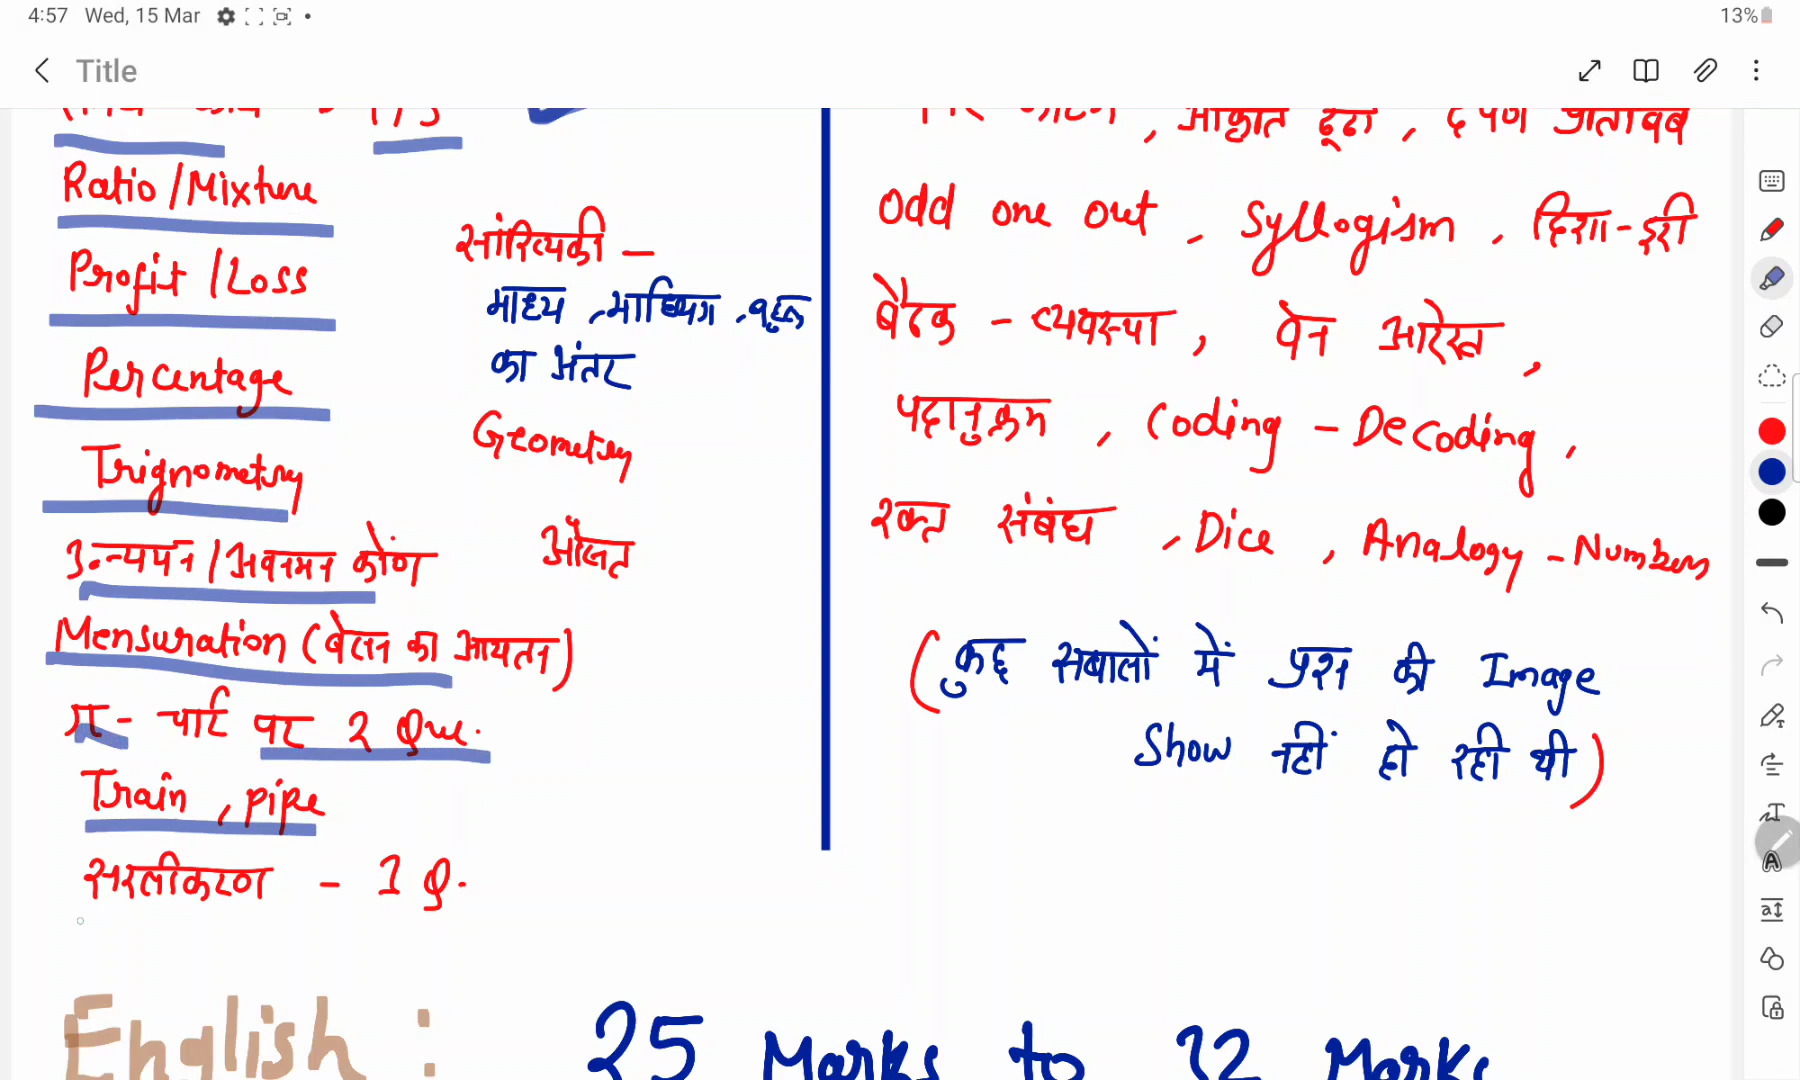 4:57 Wed, 15 Mar
13%
Title
Ratio/Mixture
Profit/Loss
Percentage
Trignometry
उन्नयन/अवनमन कोण
Mensuration (बेलन का आयतन)
पा- चार्ट पर 2 Que.
Train, pipe
सरलीकरण - 1 Q.
सांख्यिकी -
माध्य, माध्यिका, बहुलक
का अंतर
Geometry
औसत
आकृति ढूंढो, दर्पण प्रतिबिंब
Odd one out, Syllogism, दिशा-दूरी
बैठक - व्यवस्था, वेन आरेख,
पदानुक्रम, Coding - Decoding,
रक्त संबंध, Dice, Analogy - Numbers
(कुछ सवालों में प्रश्न की Image
Show नहीं हो रही थी)
English : 25 Marks to 32 Marks